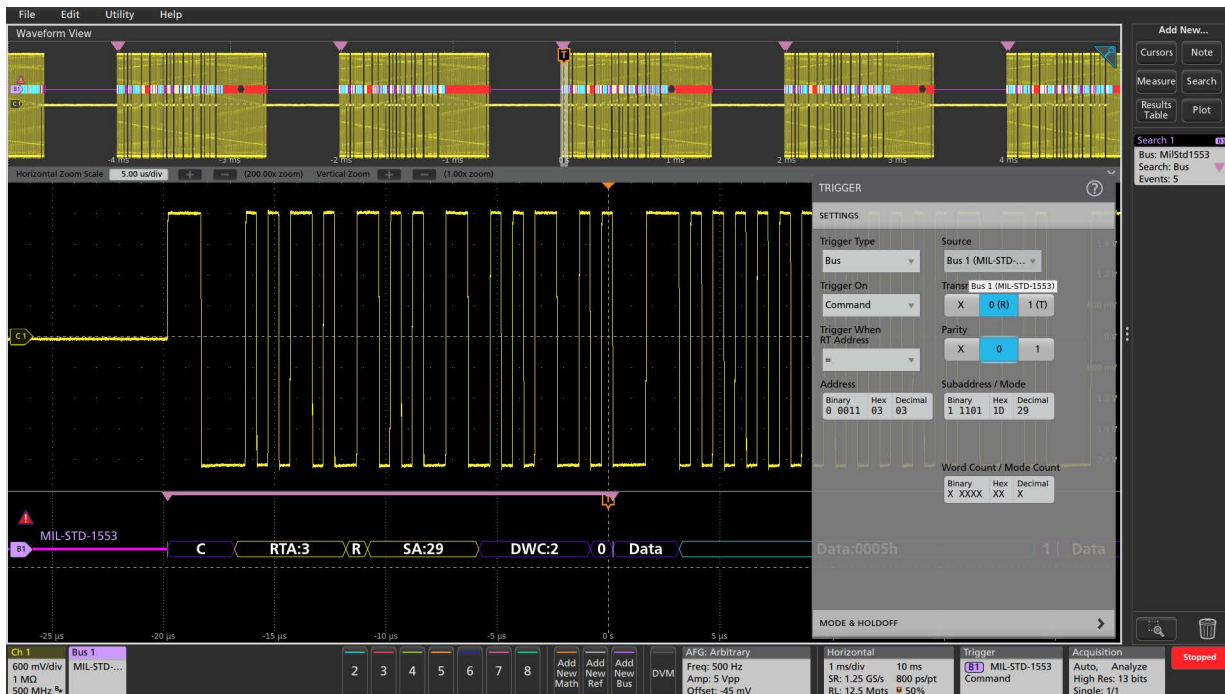 File Edit Utility Help
Waveform View
Add New...
Cursors Note
Measure Search
Results Table Plot
Search 1 B1
Bus: MilStd1553
Search: Bus
Events: 5
T
B1
C1
-4 ms -3 ms -2 ms 0 s 1 ms 2 ms 3 ms 4 ms
Horizontal Zoom Scale 5.00 us/div + - (200.00x zoom) Vertical Zoom + - (1.00x zoom)
TRIGGER ?
SETTINGS
Trigger Type Source
Bus Bus 1 (MIL-STD-...
Trigger On Transm
Bus 1 (MIL-STD-1553)
Command X 0 (R) 1 (T)
Trigger When
RT Address
Parity
= X 0 1
Address Subaddress / Mode
Binary Hex Decimal Binary Hex Decimal
0 0011 03 03 1 1101 1D 29
Word Count / Mode Count
Binary Hex Decimal
X XXXX XX X
MODE & HOLDOFF
C1
T
MIL-STD-1553
B1 C RTA:3 R SA:29 DWC:2 0 Data Data:0005h 1 Data
-25 µs -20 µs -15 µs -10 µs -5 µs 0 s 5 µs
Ch 1
600 mV/div
1 MΩ
500 MHz
Bus 1
MIL-STD-...
2 3 4 5 6 7 8
Add New Math
Add New Ref
Add New Bus
DVM
AFG: Arbitrary
Freq: 500 Hz
Amp: 5 Vpp
Offset: -45 mV
Horizontal
1 ms/div 10 ms
SR: 1.25 GS/s 800 ps/pt
RL: 12.5 Mpts 50%
Trigger
B1 MIL-STD-1553
Command
Acquisition
Auto, Analyze
High Res: 13 bits
Single: 1/1
Stopped